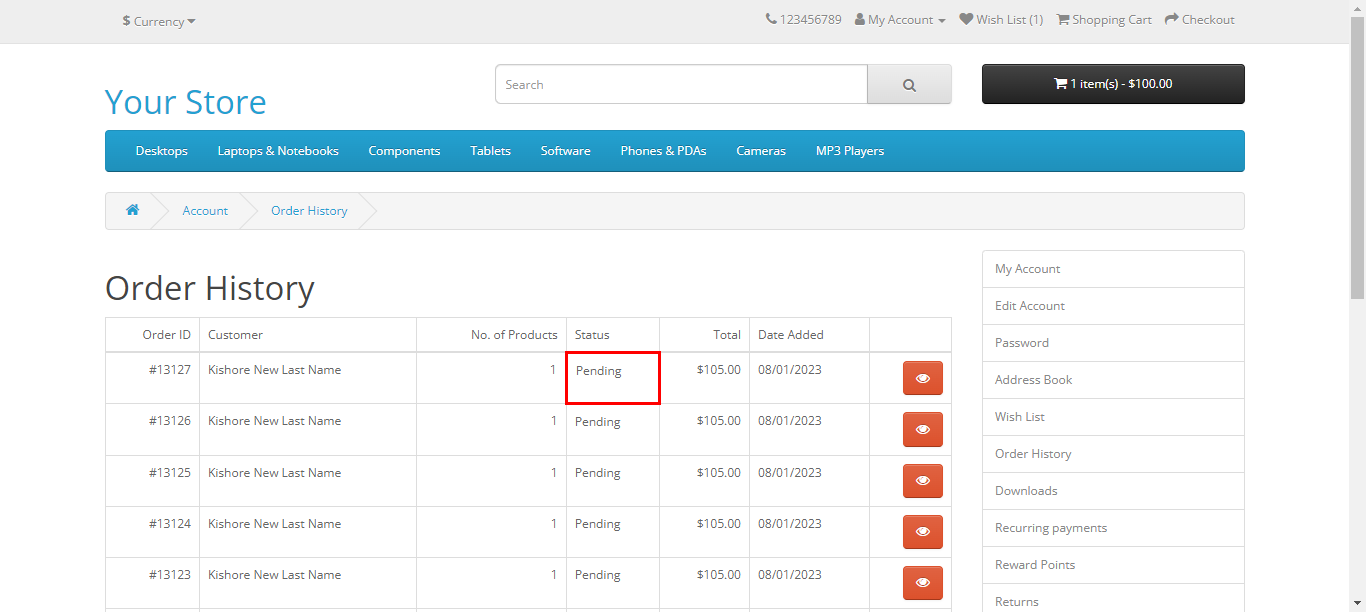 $ Currency 123456789 My Account Wish List (1) Shopping Cart Checkout
Your Store
Search
1 item(s) - $100.00
Desktops Laptops & Notebooks Components Tablets Software Phones & PDAs Cameras MP3 Players
Account Order History
Order History
Order ID Customer No. of Products Status Total Date Added
#13127 Kishore New Last Name 1 Pending $105.00 08/01/2023
#13126 Kishore New Last Name 1 Pending $105.00 08/01/2023
#13125 Kishore New Last Name 1 Pending $105.00 08/01/2023
#13124 Kishore New Last Name 1 Pending $105.00 08/01/2023
#13123 Kishore New Last Name 1 Pending $105.00 08/01/2023
My Account
Edit Account
Password
Address Book
Wish List
Order History
Downloads
Recurring payments
Reward Points
Returns